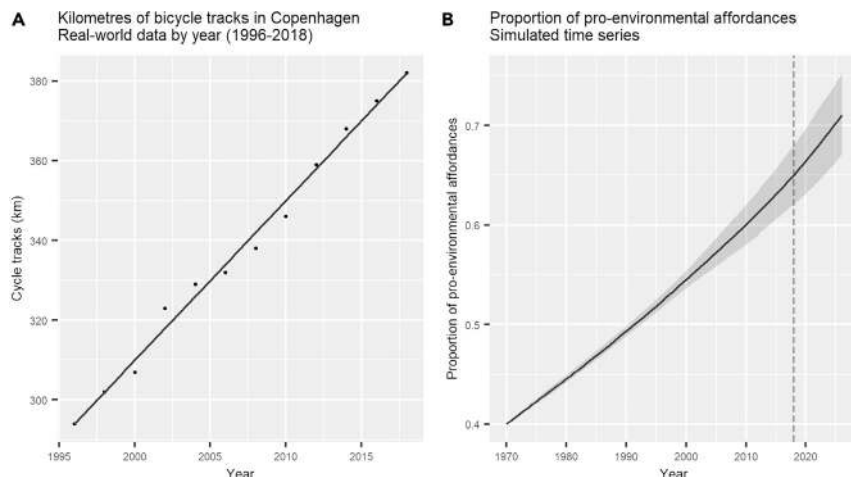 A
Kilometres of bicycle tracks in Copenhagen
Real-world data by year (1996-2018)
Cycle tracks (km)
380
360
340
320
300
1995
2000
2005
2010
2015
Year
B
Proportion of pro-environmental affordances
Simulated time series
Proportion of pro-environmental affordances
0.7
0.6
0.5
0.4
1970
1980
1990
2000
2010
2020
Year